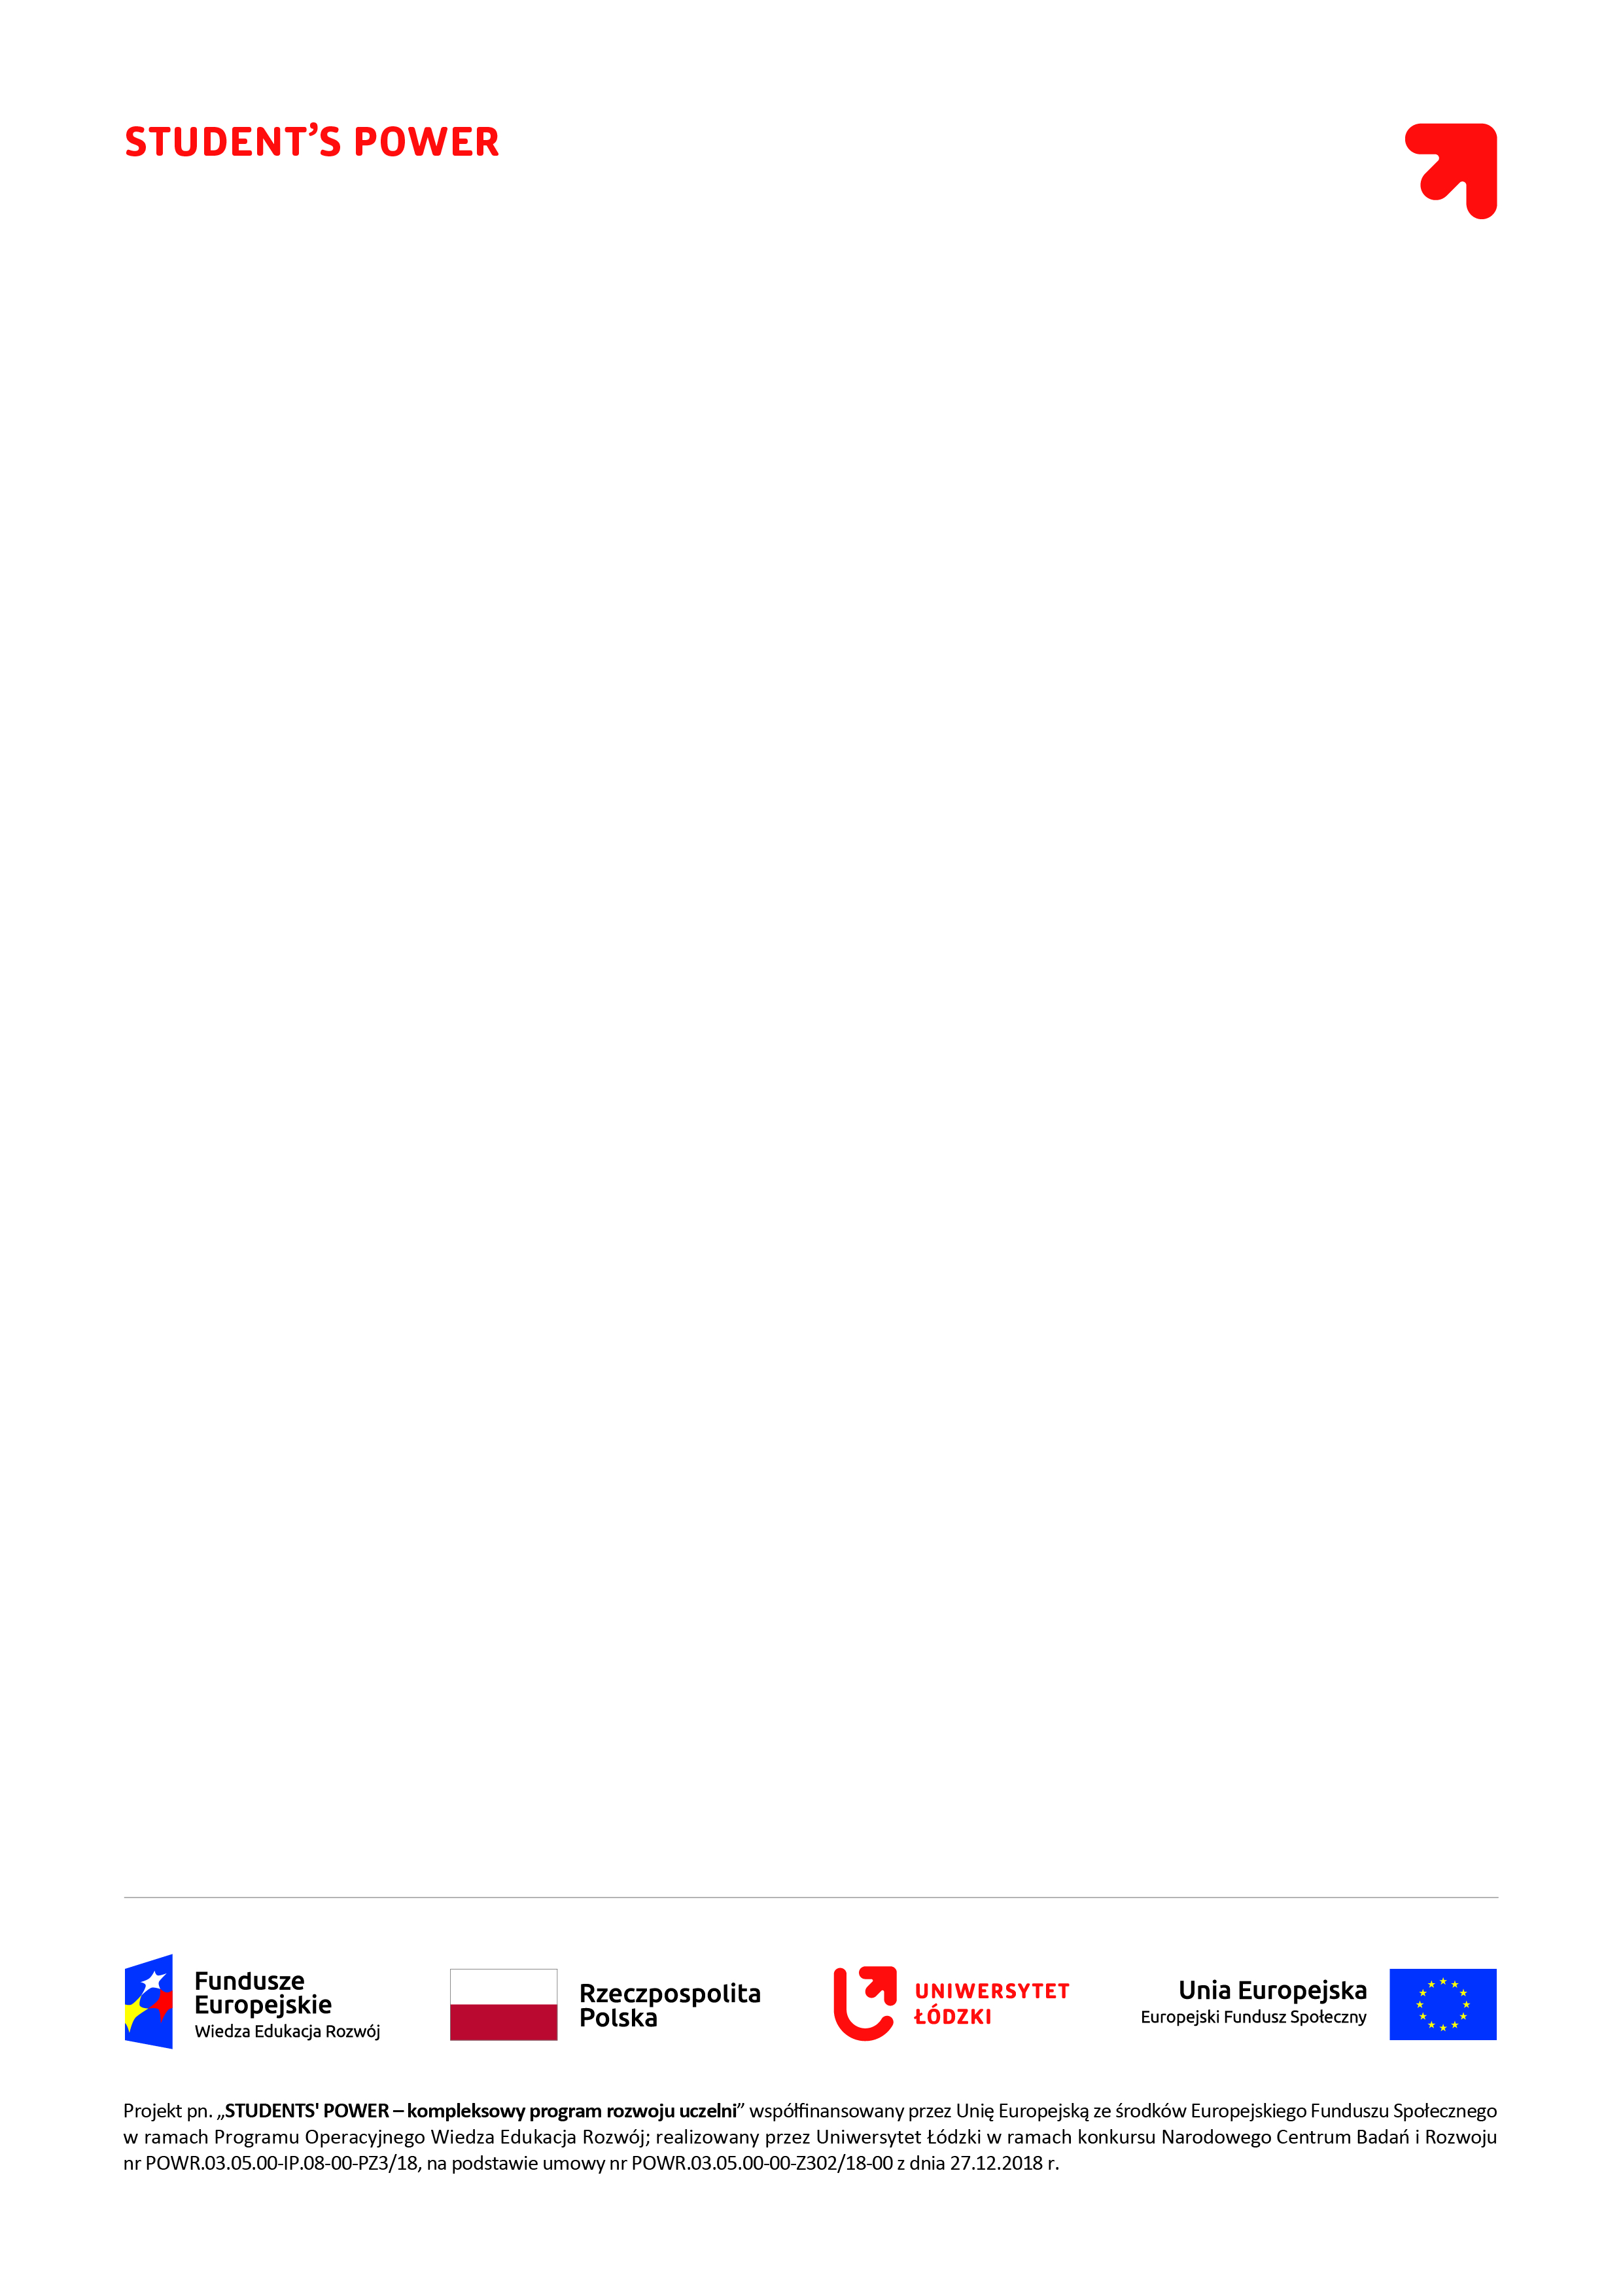 STUDENT’S POWER
Fundusze
Europejskie
Wiedza Edukacja Rozwój
Rzeczpospolita
Polska
UNIWERSYTET
ŁÓDZKI
Unia Europejska
Europejski Fundusz Społeczny
Projekt pn. „STUDENTS' POWER – kompleksowy program rozwoju uczelni” współfinansowany przez Unię Europejską ze środków Europejskiego Funduszu Społecznego
w ramach Programu Operacyjnego Wiedza Edukacja Rozwój; realizowany przez Uniwersytet Łódzki w ramach konkursu Narodowego Centrum Badań i Rozwoju
nr POWR.03.05.00-IP.08-00-PZ3/18, na podstawie umowy nr POWR.03.05.00-00-Z302/18-00 z dnia 27.12.2018 r.